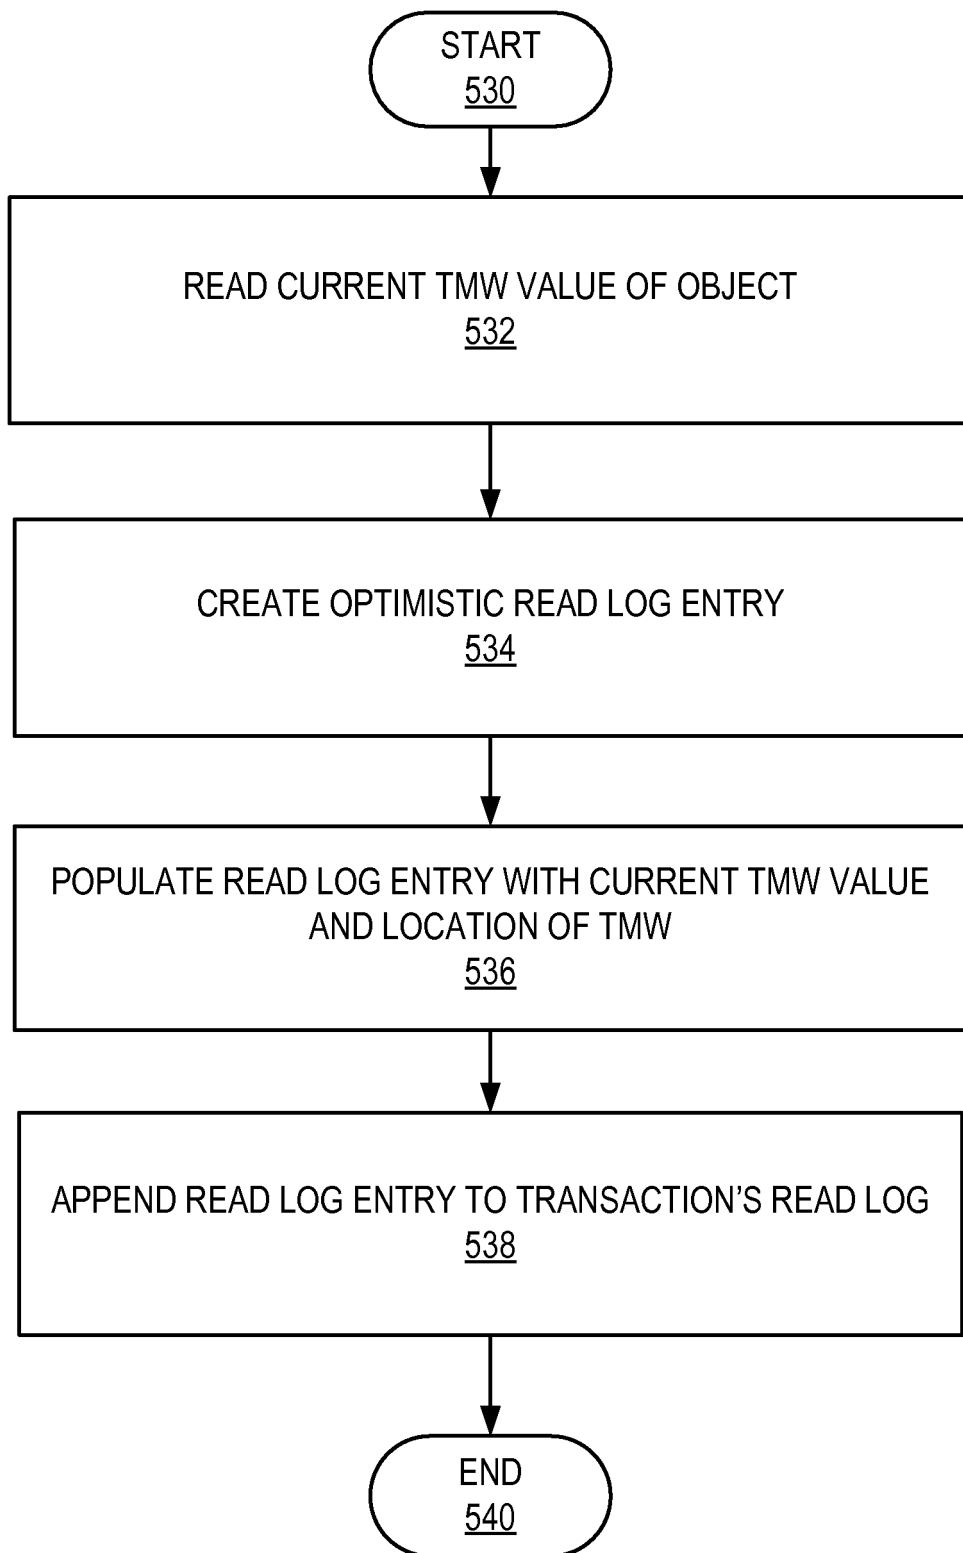 START
530
READ CURRENT TMW VALUE OF OBJECT
532
CREATE OPTIMISTIC READ LOG ENTRY
534
POPULATE READ LOG ENTRY WITH CURRENT TMW VALUE
AND LOCATION OF TMW
536
APPEND READ LOG ENTRY TO TRANSACTION’S READ LOG
538
END
540